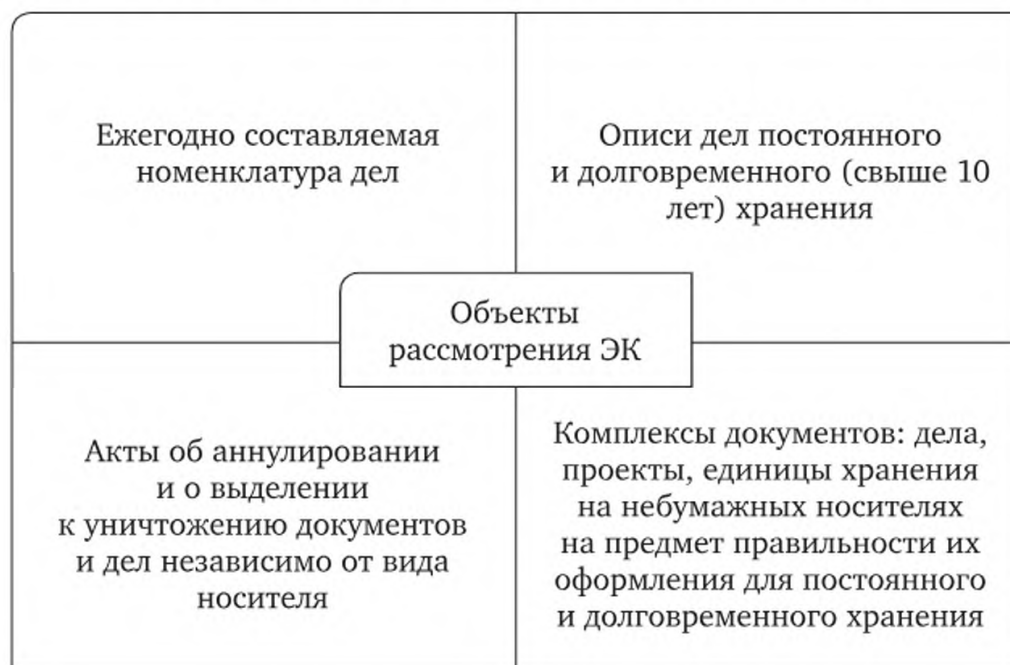 Ежегодно составляемая
номенклатура дел
Описи дел постоянного
и долговременного (свыше 10
лет) хранения
Объекты
рассмотрения ЭК
Акты об аннулировании
и о выделении
к уничтожению документов
и дел независимо от вида
носителя
Комплексы документов: дела,
проекты, единицы хранения
на небумажных носителях
на предмет правильности их
оформления для постоянного
и долговременного хранения